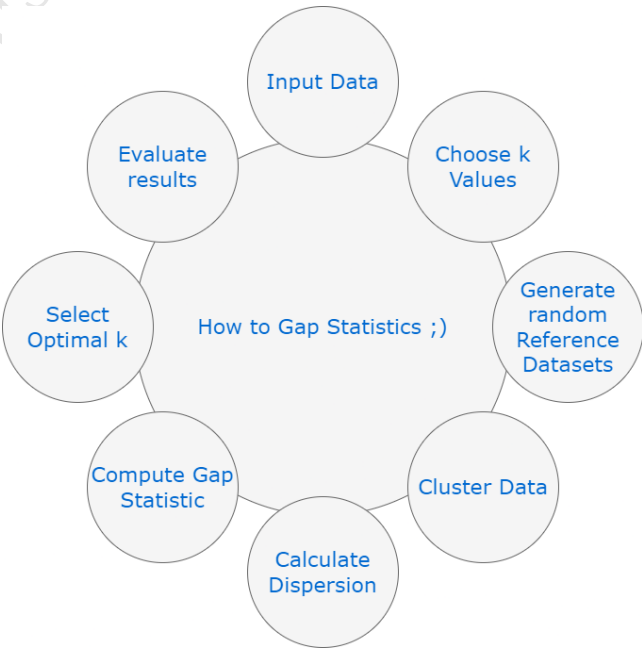 Input Data
Choose k
Values
Generate
random
Reference
Datasets
Cluster Data
Calculate
Dispersion
Compute Gap
Statistic
Select
Optimal k
Evaluate
results
How to Gap Statistics ;)